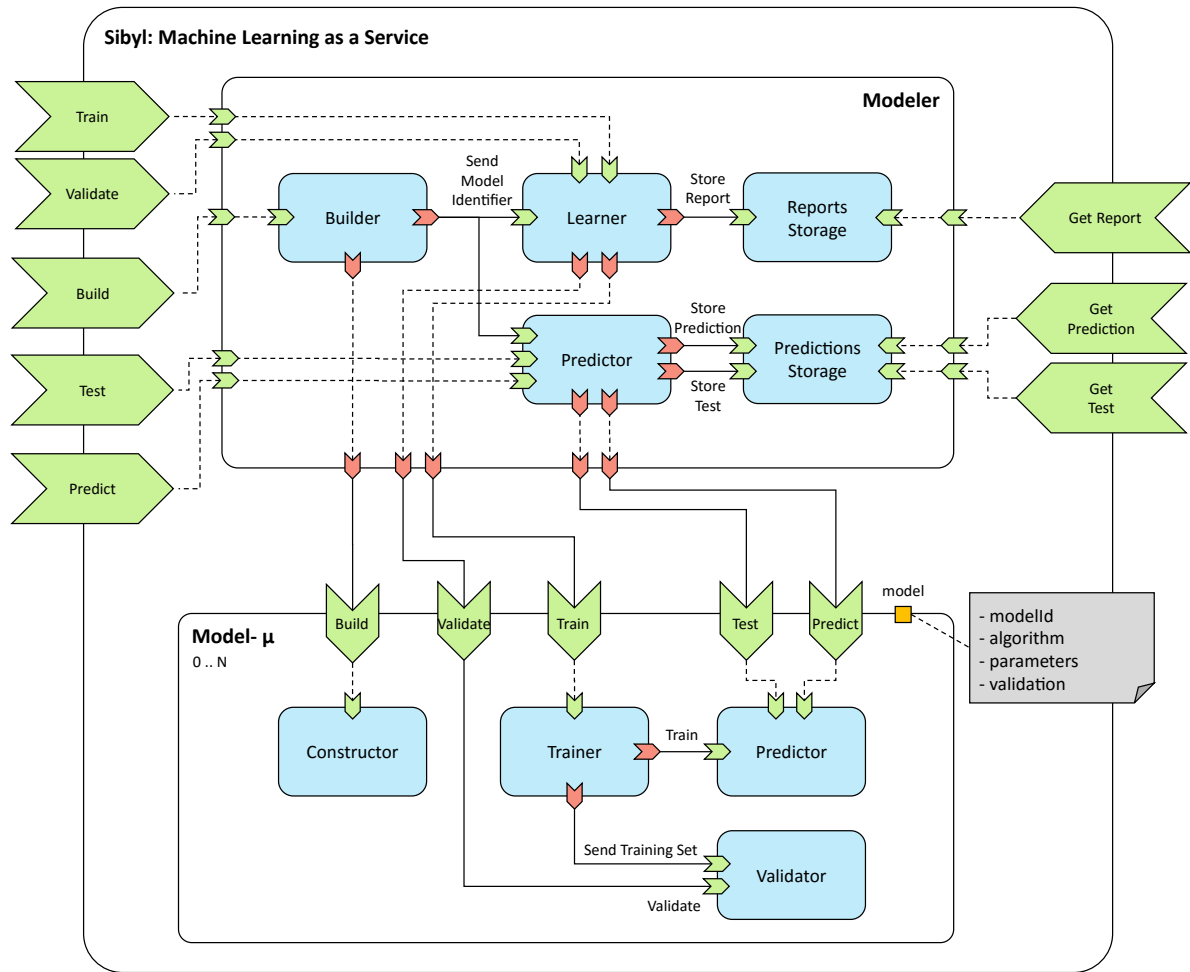 Sibyl: Machine Learning as a Service
Modeler
Train
Validate
Build
Test
Predict
Send
Model
Identifier
Store
Report
Builder
Learner
Reports
Storage
Get Report
Store
Prediction
Predictor
Predictions
Storage
Store
Test
Get
Prediction
Get
Test
Build
Validate
Train
Test
Predict
model
- modelId
- algorithm
- parameters
- validation
Model- μ
0 .. N
Constructor
Trainer
Train
Predictor
Send Training Set
Validator
Validate